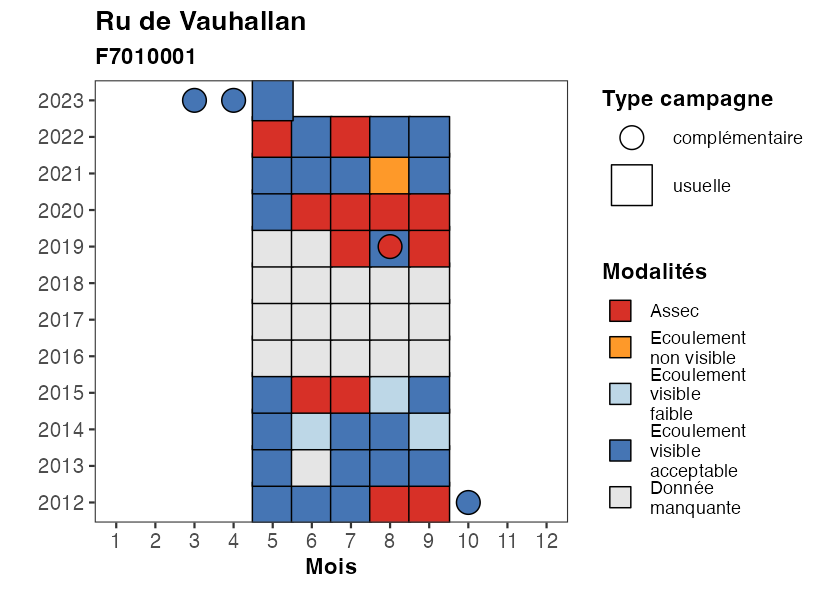 Ru de Vauhallan
F7010001
2023
2022
2021
2020
2019
2018
2017
2016
2015
2014
2013
2012
1 2 3 4 5 6 7 8 9 10 11 12
Mois
Type campagne
complémentaire
usuelle
Modalités
Assec
Ecoulement
non visible
Ecoulement
visible
faible
Ecoulement
visible
acceptable
Donnée
manquante